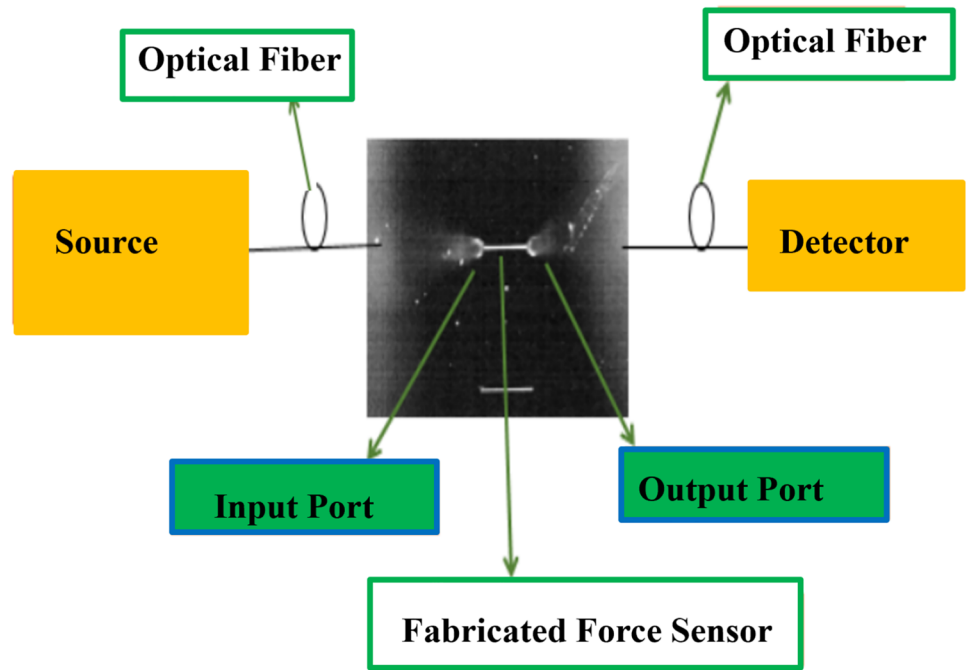 Optical Fiber
Optical Fiber
Source
Detector
Input Port
Output Port
Fabricated Force Sensor